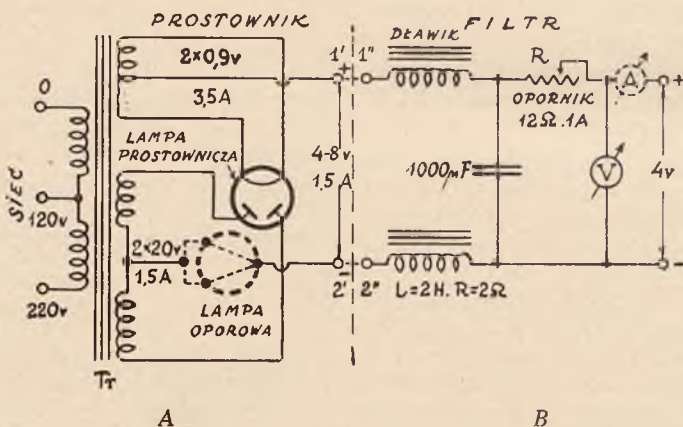 PROSTOWNIK
FILTR
SIEĆ
0
120v
220v
Tr
2×0,9v
3,5A
LAMPA
PROSTOWNICZA
2×20v
1,5A
LAMPA
OPOROWA
1' 1"
+
4-8v
1,5A
-
2' 2"
DŁAWIK
1000μF
L=2H. R=2Ω
R
OPORNIK
12Ω.1A
A
+
V
4v
-
A
B